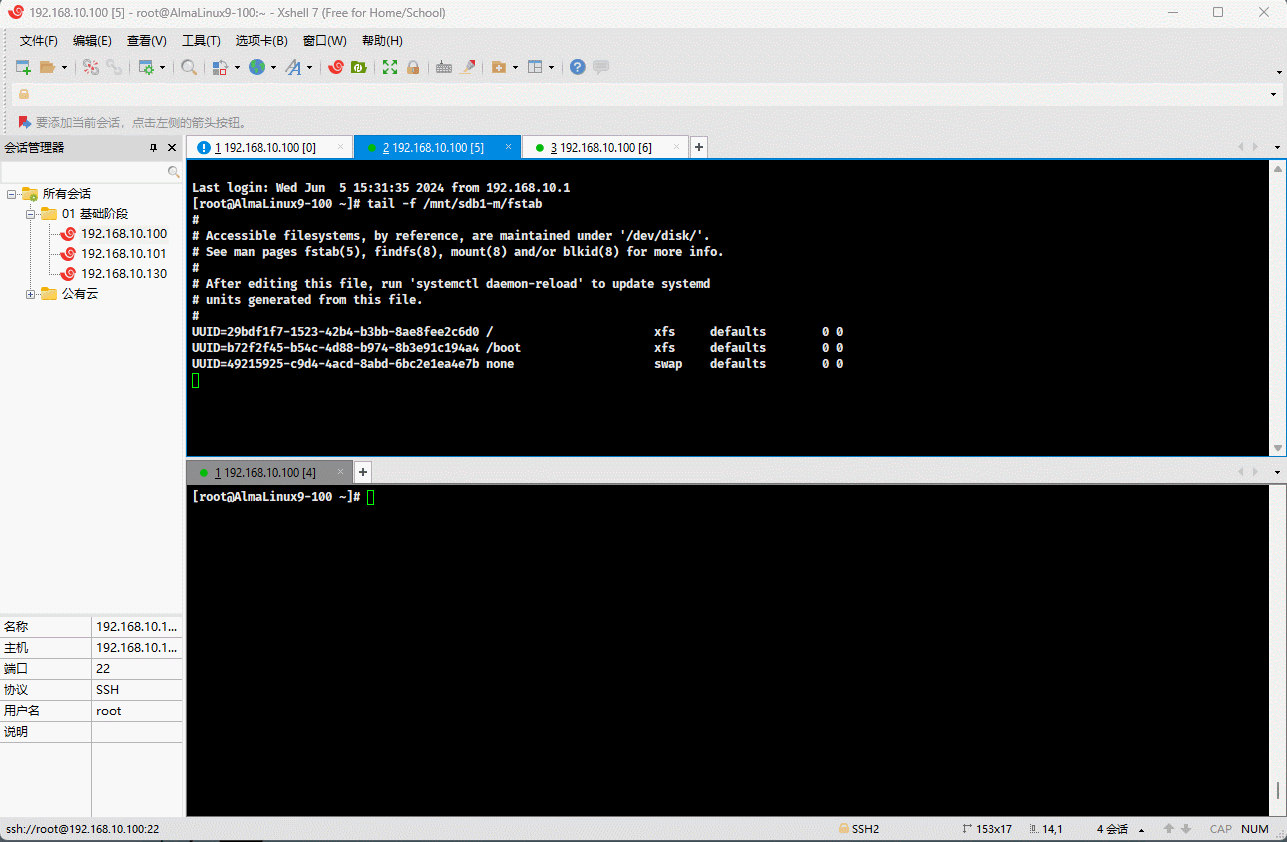 192.168.10.100 [5] - root@AlmaLinux9-100:~ - Xshell 7 (Free for Home/School)
文件(F) 编辑(E) 查看(V) 工具(T) 选项卡(B) 窗口(W) 帮助(H)
要添加当前会话，点击左侧的箭头按钮。
会话管理器
1 192.168.10.100 [0] 2 192.168.10.100 [5] 3 192.168.10.100 [6]
所有会话
01 基础阶段
192.168.10.100
192.168.10.101
192.168.10.130
公有云
Last login: Wed Jun  5 15:31:35 2024 from 192.168.10.1
[root@AlmaLinux9-100 ~]# tail -f /mnt/sdb1-m/fstab
#
# Accessible filesystems, by reference, are maintained under '/dev/disk/'.
# See man pages fstab(5), findfs(8), mount(8) and/or blkid(8) for more info.
#
# After editing this file, run 'systemctl daemon-reload' to update systemd
# units generated from this file.
#
UUID=29bdf1f7-1523-42b4-b3bb-8ae8fee2c6d0 / xfs defaults 0 0
UUID=b72f2f45-b54c-4d88-b974-8b3e91c194a4 /boot xfs defaults 0 0
UUID=49215925-c9d4-4acd-8abd-6bc2e1ea4e7b none swap defaults 0 0
1 192.168.10.100 [4]
[root@AlmaLinux9-100 ~]#
名称 192.168.10.1...
主机 192.168.10.1...
端口 22
协议 SSH
用户名 root
说明
ssh://root@192.168.10.100:22 SSH2 153x17 14,1 4 会话 CAP NUM